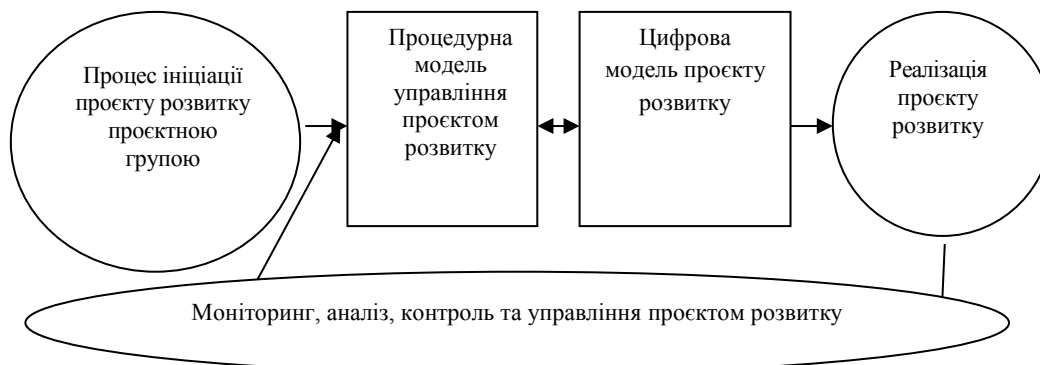 Процес ініціації
проєкту розвитку
проєктною
групою
Процедурна
модель
управління
проєктом
розвитку
Цифрова
модель проєкту
розвитку
Реалізація
проєкту
розвитку
Моніторинг, аналіз, контроль та управління проєктом розвитку